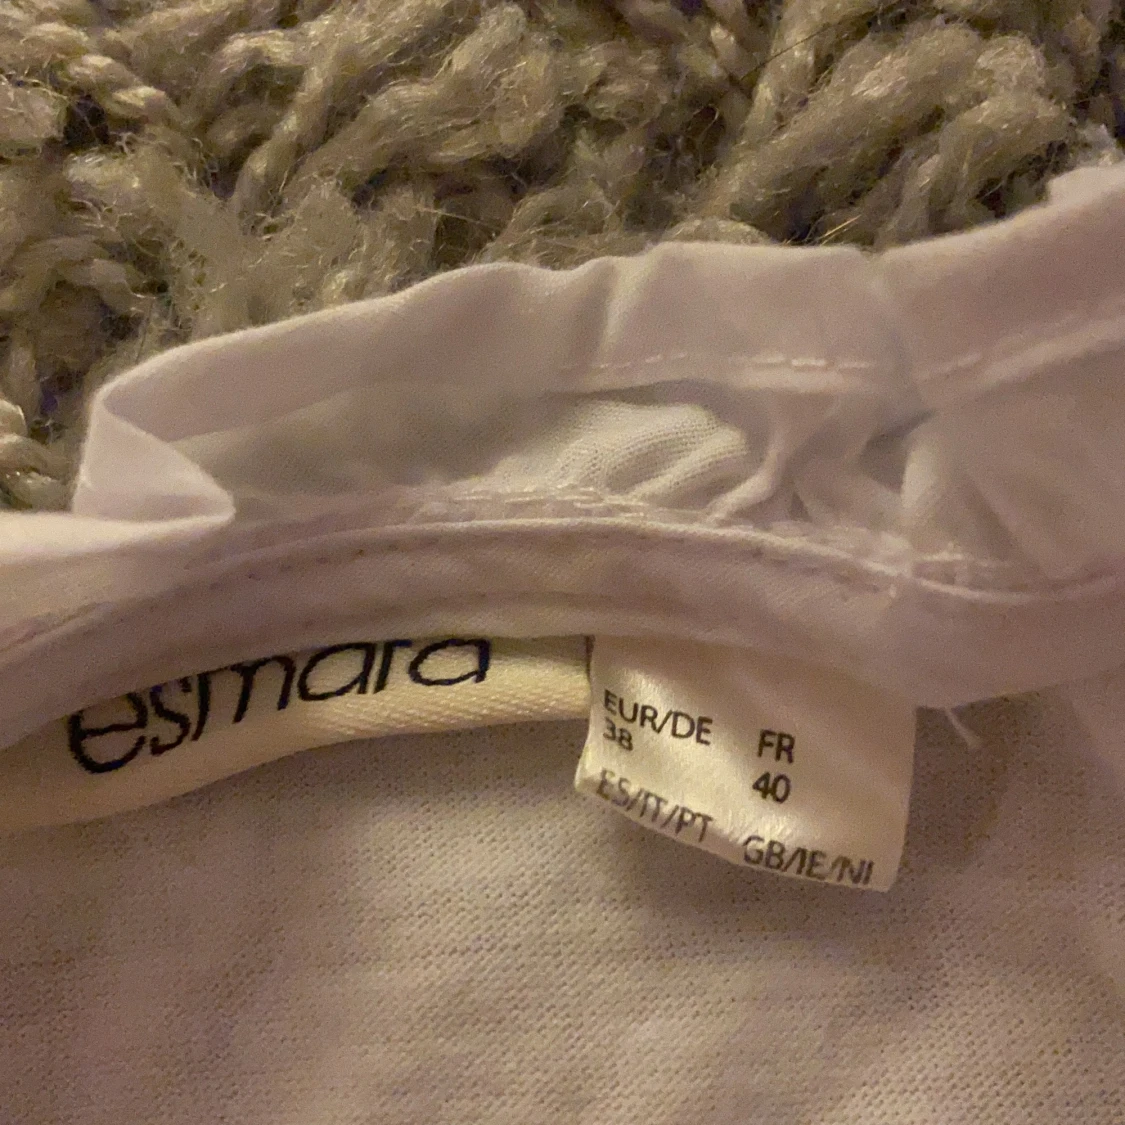 esmara
EUR/DE FR
38 40
ES/IT/PT GB/IE/NI